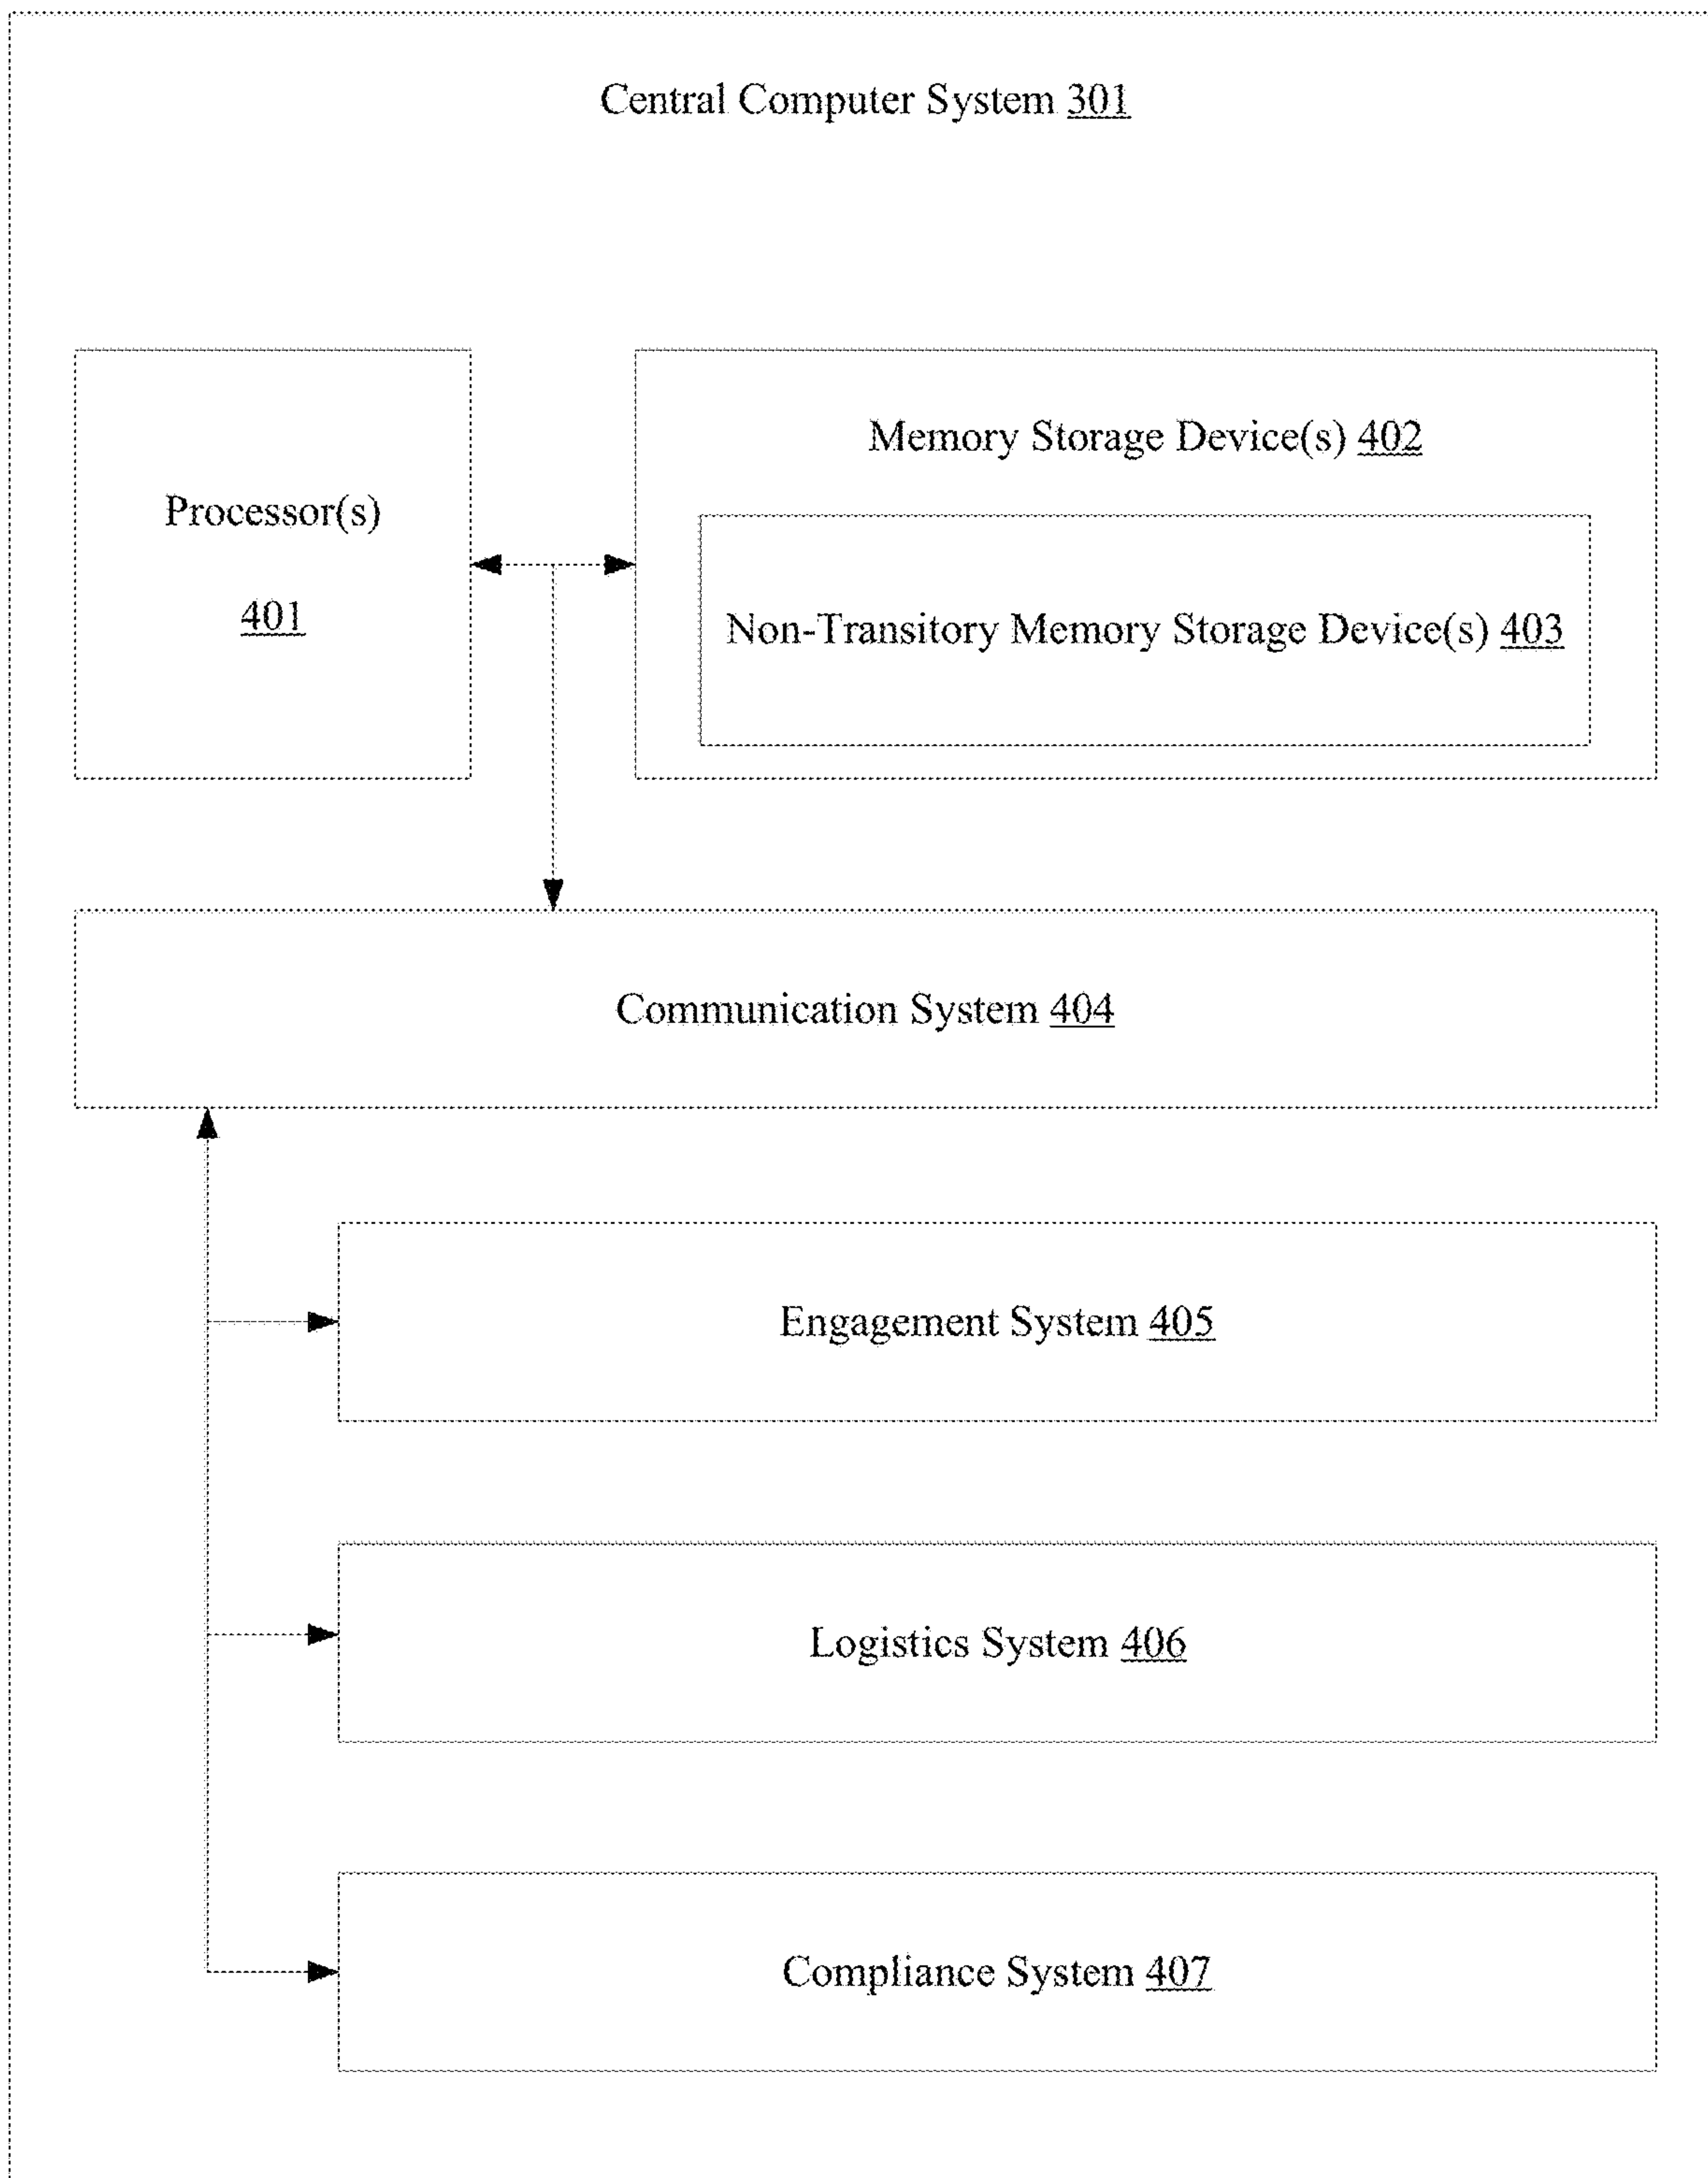 Central Computer System 301
Processor(s)
401
Memory Storage Device(s) 402
Non-Transitory Memory Storage Device(s) 403
Communication System 404
Engagement System 405
Logistics System 406
Compliance System 407